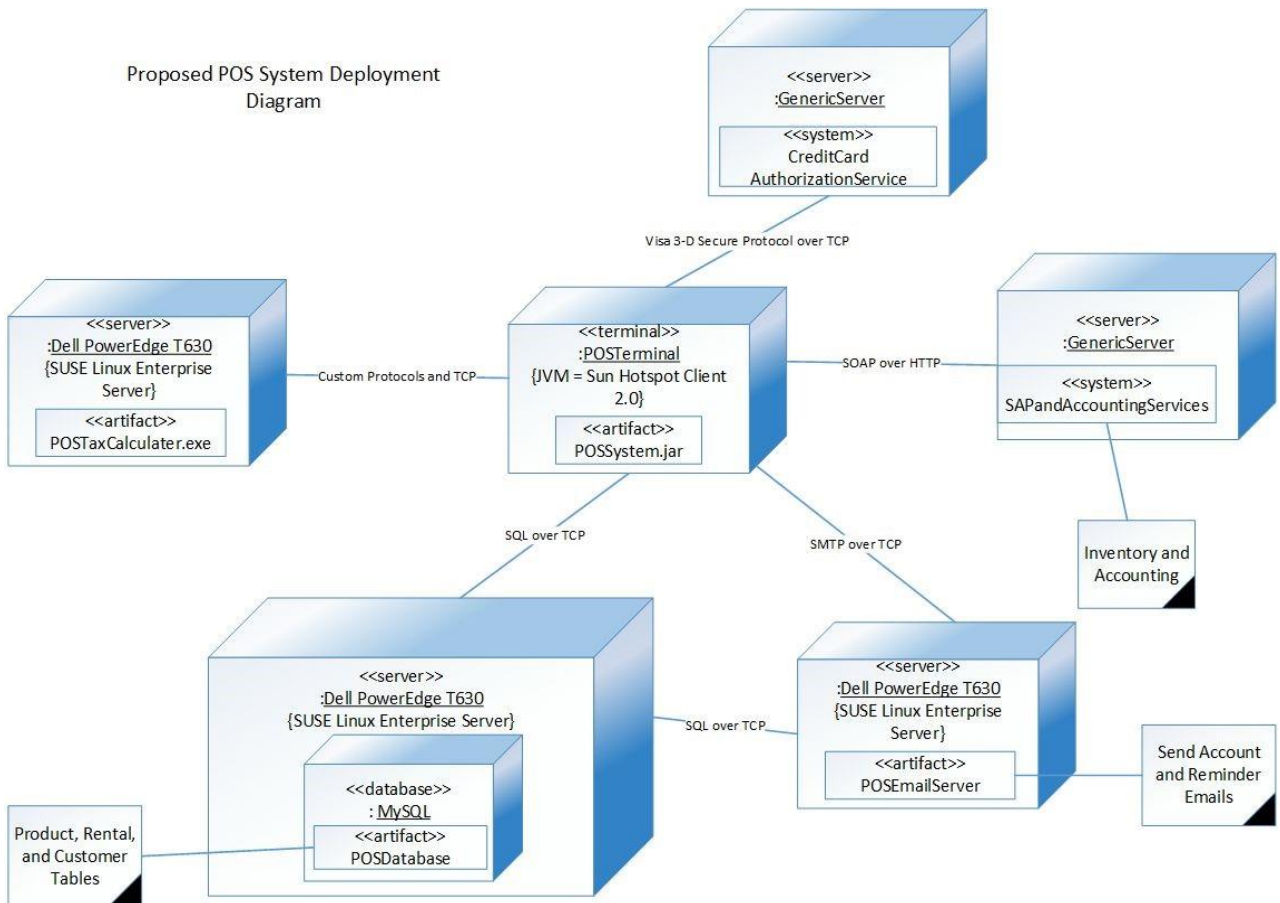 Proposed POS System Deployment
Diagram
<<server>>
:GenericServer
<<system>>
CreditCard
AuthorizationService
Visa 3-D Secure Protocol over TCP
<<server>>
:Dell PowerEdge T630
{SUSE Linux Enterprise
Server}
<<artifact>>
POSTaxCalculater.exe
Custom Protocols and TCP
<<terminal>>
:POSTerminal
{JVM = Sun Hotspot Client
2.0}
<<artifact>>
POSSystem.jar
SOAP over HTTP
<<server>>
:GenericServer
<<system>>
SAPandAccountingServices
Inventory and
Accounting
SQL over TCP
SMTP over TCP
<<server>>
:Dell PowerEdge T630
{SUSE Linux Enterprise Server}
<<database>>
: MySQL
<<artifact>>
POSDatabase
Product, Rental,
and Customer
Tables
SQL over TCP
<<server>>
:Dell PowerEdge T630
{SUSE Linux Enterprise
Server}
<<artifact>>
POSEmailServer
Send Account
and Reminder
Emails